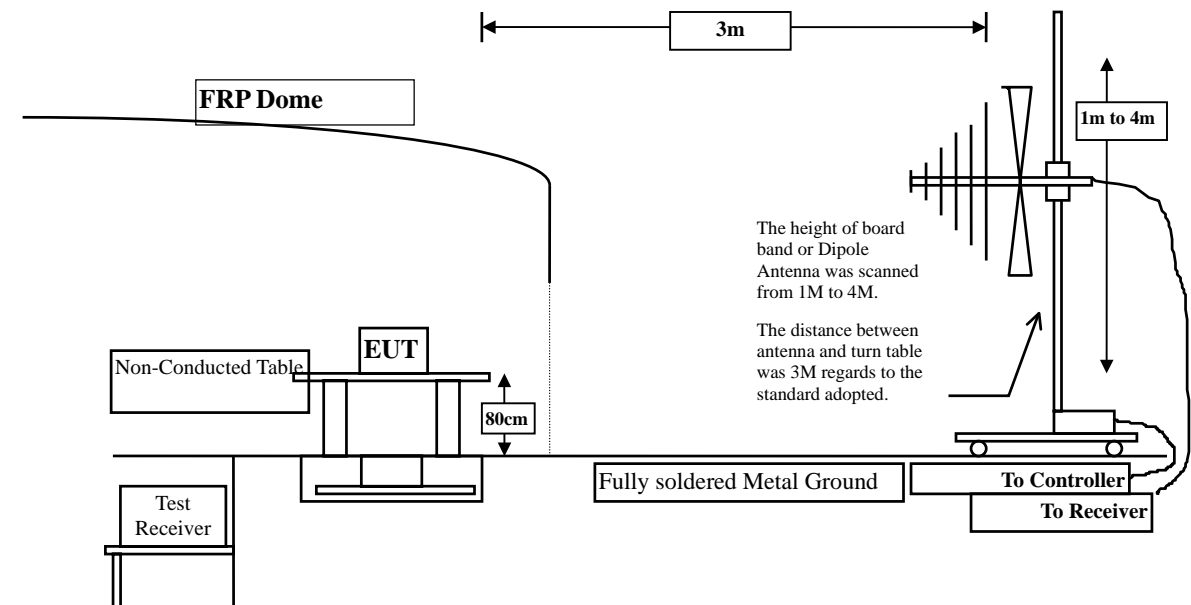 3m
FRP Dome
1m to 4m
The height of board
band or Dipole
Antenna was scanned
from 1M to 4M.
The distance between
antenna and turn table
was 3M regards to the
standard adopted.
EUT
Non-Conducted Table
80cm
Fully soldered Metal Ground
To Controller
To Receiver
Test
Receiver